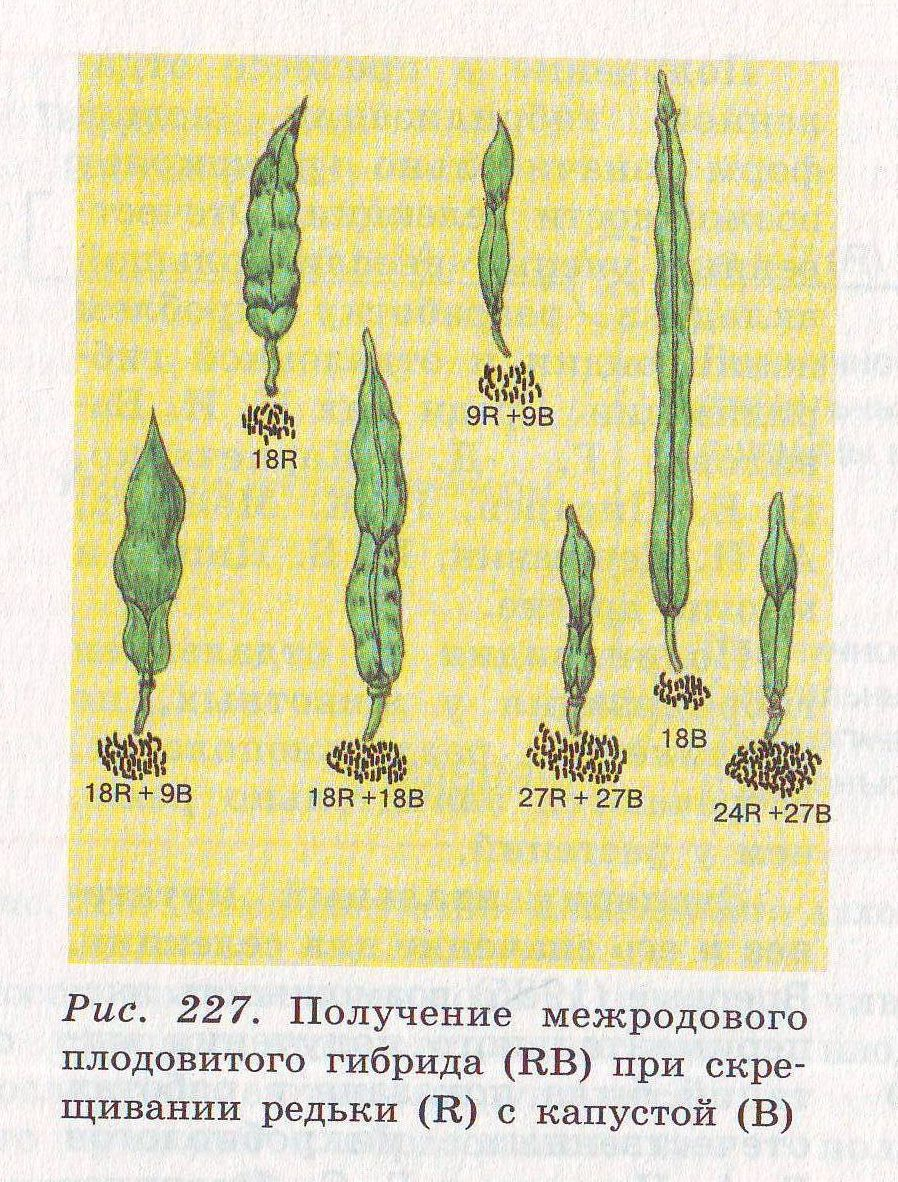 18R
9R +9B
18B
18R + 9B
18R +18B
27R + 27B
24R +27B
Рис. 227. Получение межродового
плодовитого гибрида (RB) при скре-
щивании редьки (R) с капустой (B)